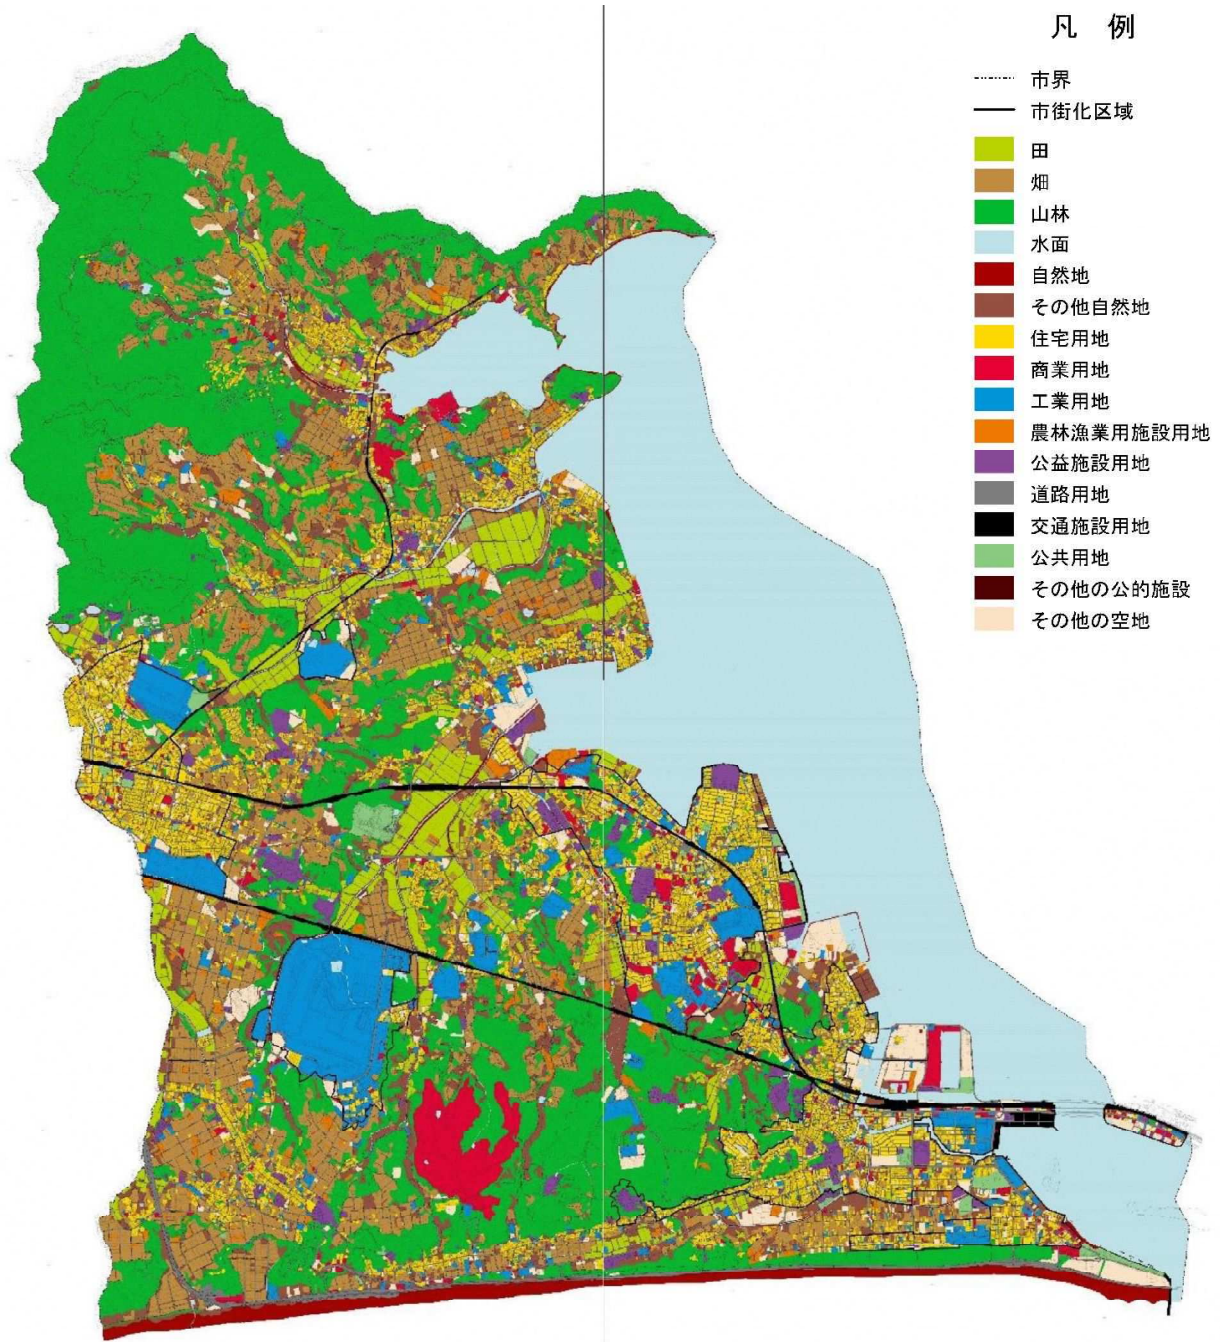 凡 例
市界
市街化区域
田
畑
山林
水面
自然地
その他自然地
住宅用地
商業用地
工業用地
農林漁業用施設用地
公益施設用地
道路用地
交通施設用地
公共用地
その他の公的施設
その他の空地